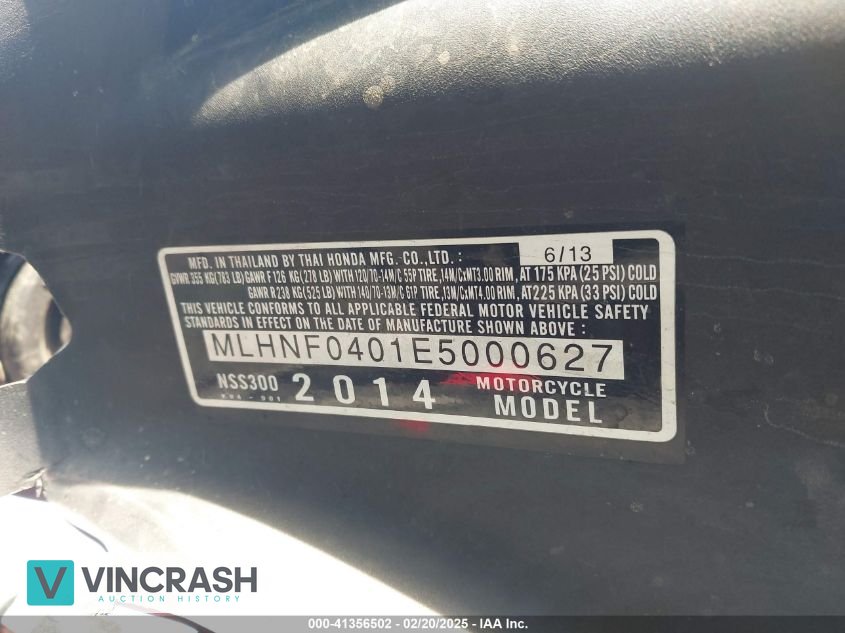 MFD. IN THAILAND BY THAI HONDA MFG. CO.,LTD. : 6/13
GVWR 355 KG(783 LB) GAWR F 126 KG(278 LB) WITH 120/70-14M/C 55P TIRE, 14M/CxMT3.00 RIM, AT 175 KPA (25 PSI) COLD
GAWR R 238 KG(525 LB) WITH 140/70-13M/C 61P TIRE, 13M/CxMT4.00 RIM, AT 225 KPA (33 PSI) COLD
THIS VEHICLE CONFORMS TO ALL APPLICABLE FEDERAL MOTOR VEHICLE SAFETY
STANDARDS IN EFFECT ON THE DATE OF MANUFACTURE SHOWN ABOVE :
MLHNF0401E5000627
NSS300 2014 MOTORCYCLE
MODEL
VINCRASH
AUCTION HISTORY
000-41356502 - 02/20/2025 - IAA Inc.